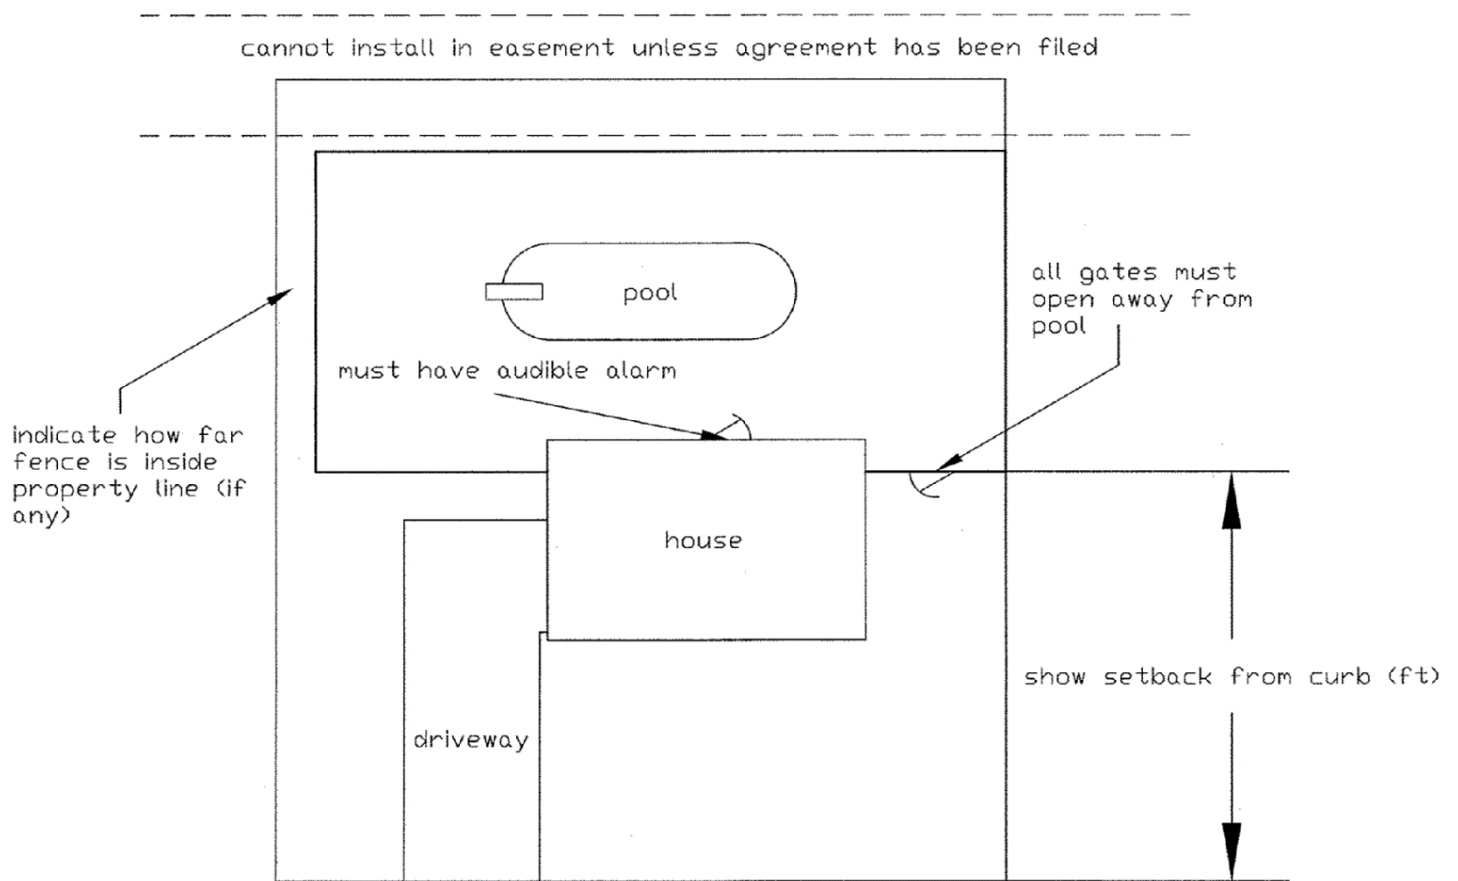 cannot install in easement unless agreement has been filed
all gates must
open away from
pool
pool
must have audible alarm
indicate how far
fence is inside
property line (if
any)
house
show setback from curb (ft)
driveway